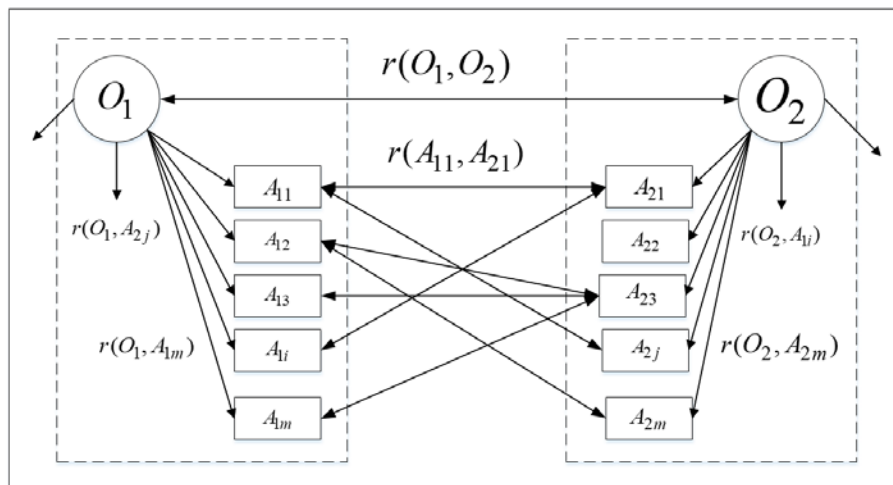 r(O₁, O₂)
O₁
O₂
r(A₁₁, A₂₁)
A₁₁
A₂₁
r(O₁, A₂ⱼ)
A₁₂
A₂₂
r(O₂, A₁ᵢ)
A₁₃
A₂₃
r(O₁, A₁ₘ)
A₁ᵢ
A₂ⱼ
r(O₂, A₂ₘ)
A₁ₘ
A₂ₘ